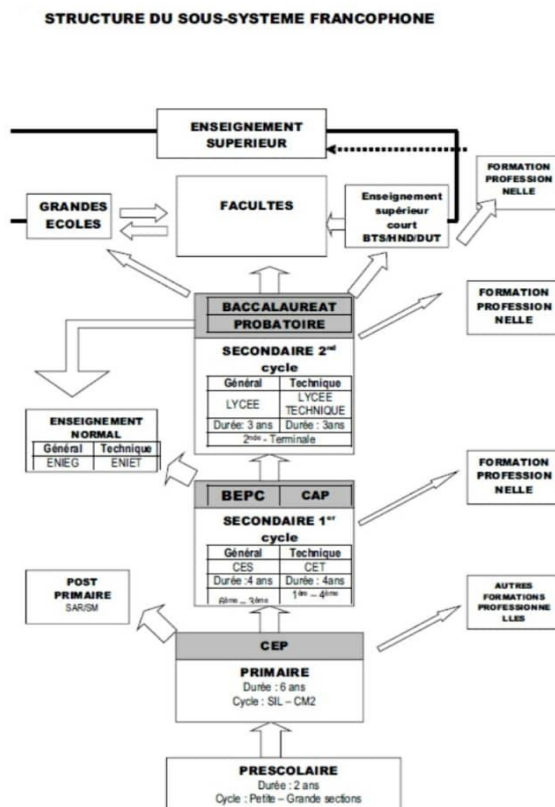 STRUCTURE DU SOUS-SYSTEME FRANCOPHONE
ENSEIGNEMENT
SUPERIEUR
FORMATION
PROFESSION
NELLE
GRANDES
ECOLES
FACULTES
Enseignement
supérieur
court
BTS/HND/DUT
BACCALAUREAT
PROBATOIRE
FORMATION
PROFESSION
NELLE
SECONDAIRE 2nd
cycle
Général Technique
LYCEE LYCEE
TECHNIQUE
Durée: 3 ans Durée : 3ans
2nde - Terminale
ENSEIGNEMENT
NORMAL
Général Technique
ENIEG ENIET
BEPC CAP
FORMATION
PROFESSION
NELLE
SECONDAIRE 1er
cycle
Général Technique
CES CET
Durée :4 ans Durée : 4ans
6ème – 3ème 1ère – 4ème
POST
PRIMAIRE
SAR/SM
AUTRES
FORMATIONS
PROFESSIONNE
LLES
CEP
PRIMAIRE
Durée : 6 ans
Cycle : SIL – CM2
PRESCOLAIRE
Durée : 2 ans
Cycle : Petite – Grande sections